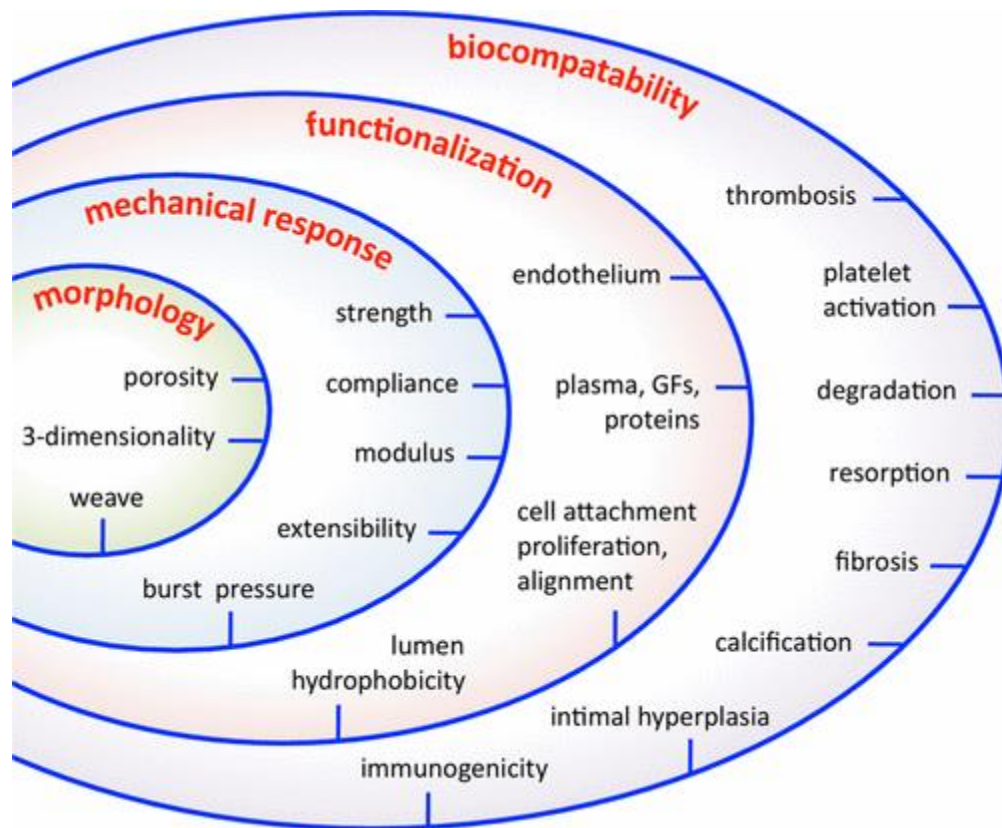 biocompatability
thrombosis
platelet
activation
degradation
resorption
fibrosis
calcification
intimal hyperplasia
immunogenicity
functionalization
endothelium
plasma, GFs,
proteins
cell attachment
proliferation,
alignment
lumen
hydrophobicity
mechanical response
strength
compliance
modulus
extensibility
burst pressure
morphology
porosity
3-dimensionality
weave